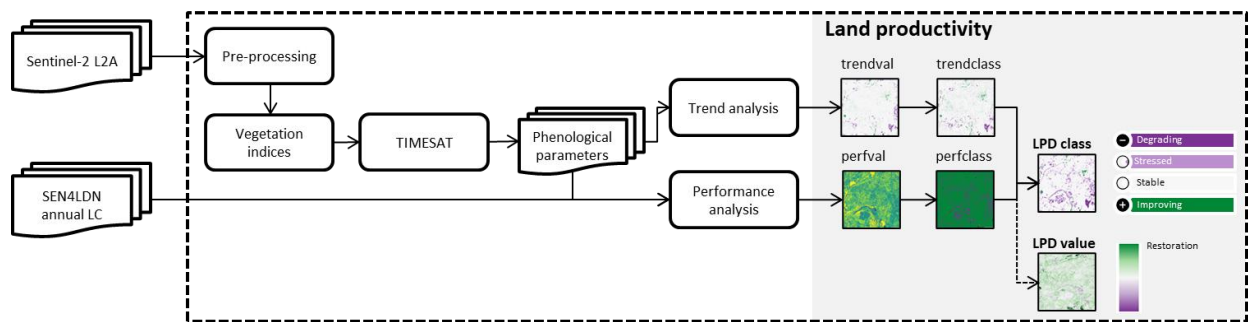 Land productivity
Sentinel-2 L2A
Pre-processing
Vegetation
indices
TIMESAT
Phenological
parameters
Trend analysis
trendval
trendclass
SEN4LDN
annual LC
Performance
analysis
perfval
perfclass
LPD class
Degrading
Stressed
Stable
Improving
LPD value
Restoration